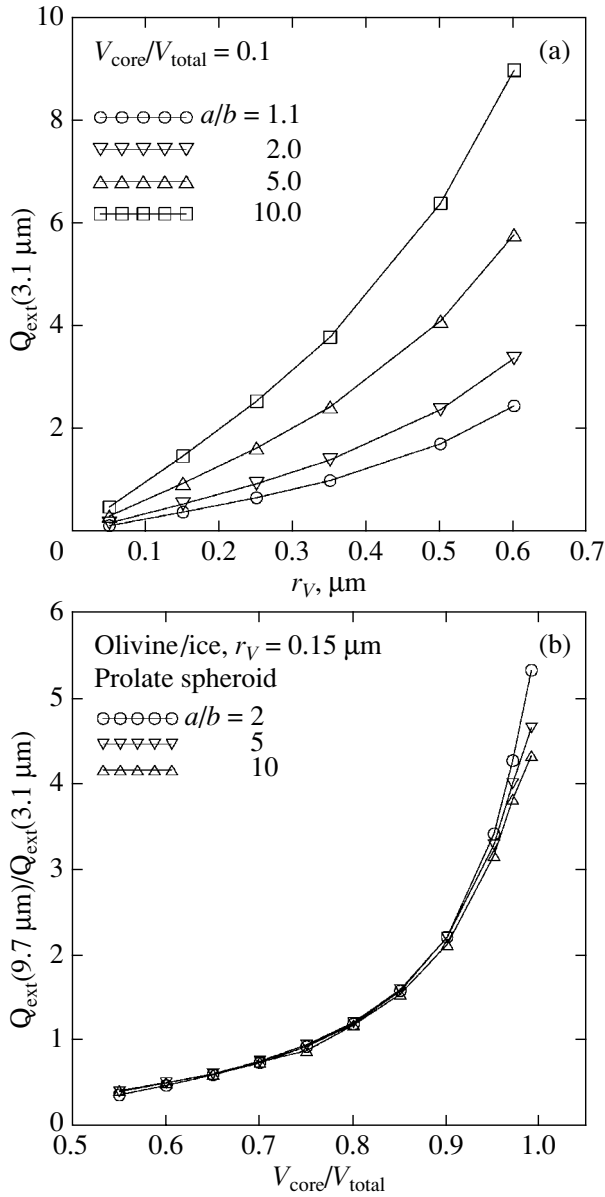 10
V_core/V_total = 0.1 (a)
a/b = 1.1
2.0
5.0
10.0
8
6
4
2
Q_ext(3.1 μm)
0 0.1 0.2 0.3 0.4 0.5 0.6 0.7
r_V, μm
6
Olivine/ice, r_V = 0.15 μm (b)
Prolate spheroid
a/b = 2
5
10
5
4
3
2
1
0
Q_ext(9.7 μm)/Q_ext(3.1 μm)
0.5 0.6 0.7 0.8 0.9 1.0
V_core/V_total